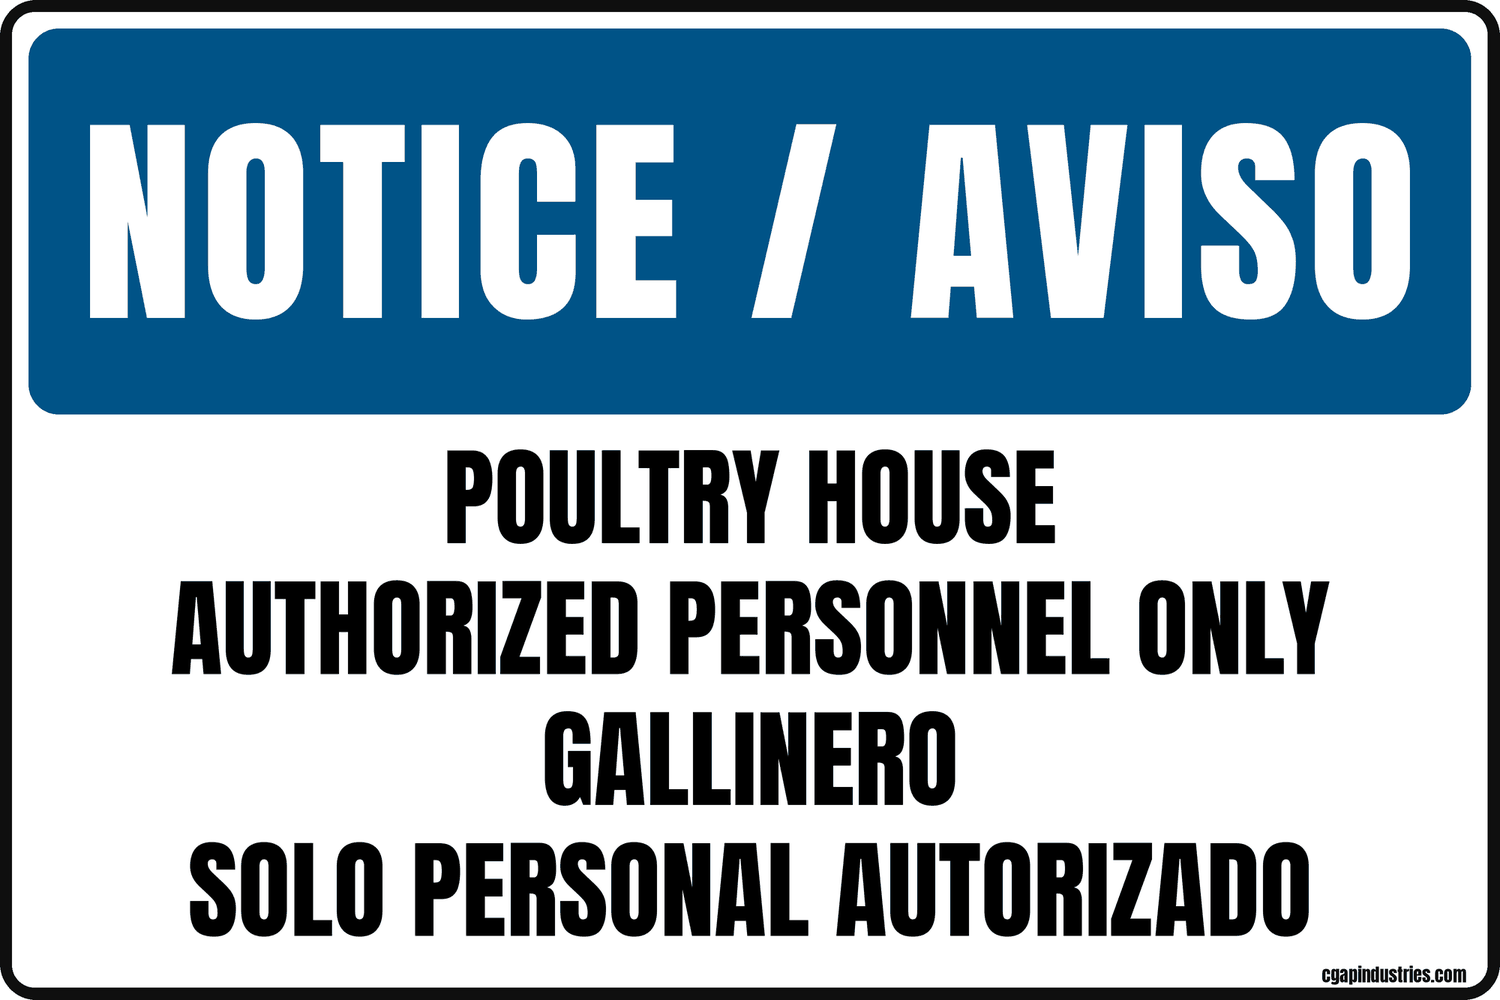 NOTICE / AVISO
POULTRY HOUSE
AUTHORIZED PERSONNEL ONLY
GALLINERO
SOLO PERSONAL AUTORIZADO
cgapindustries.com